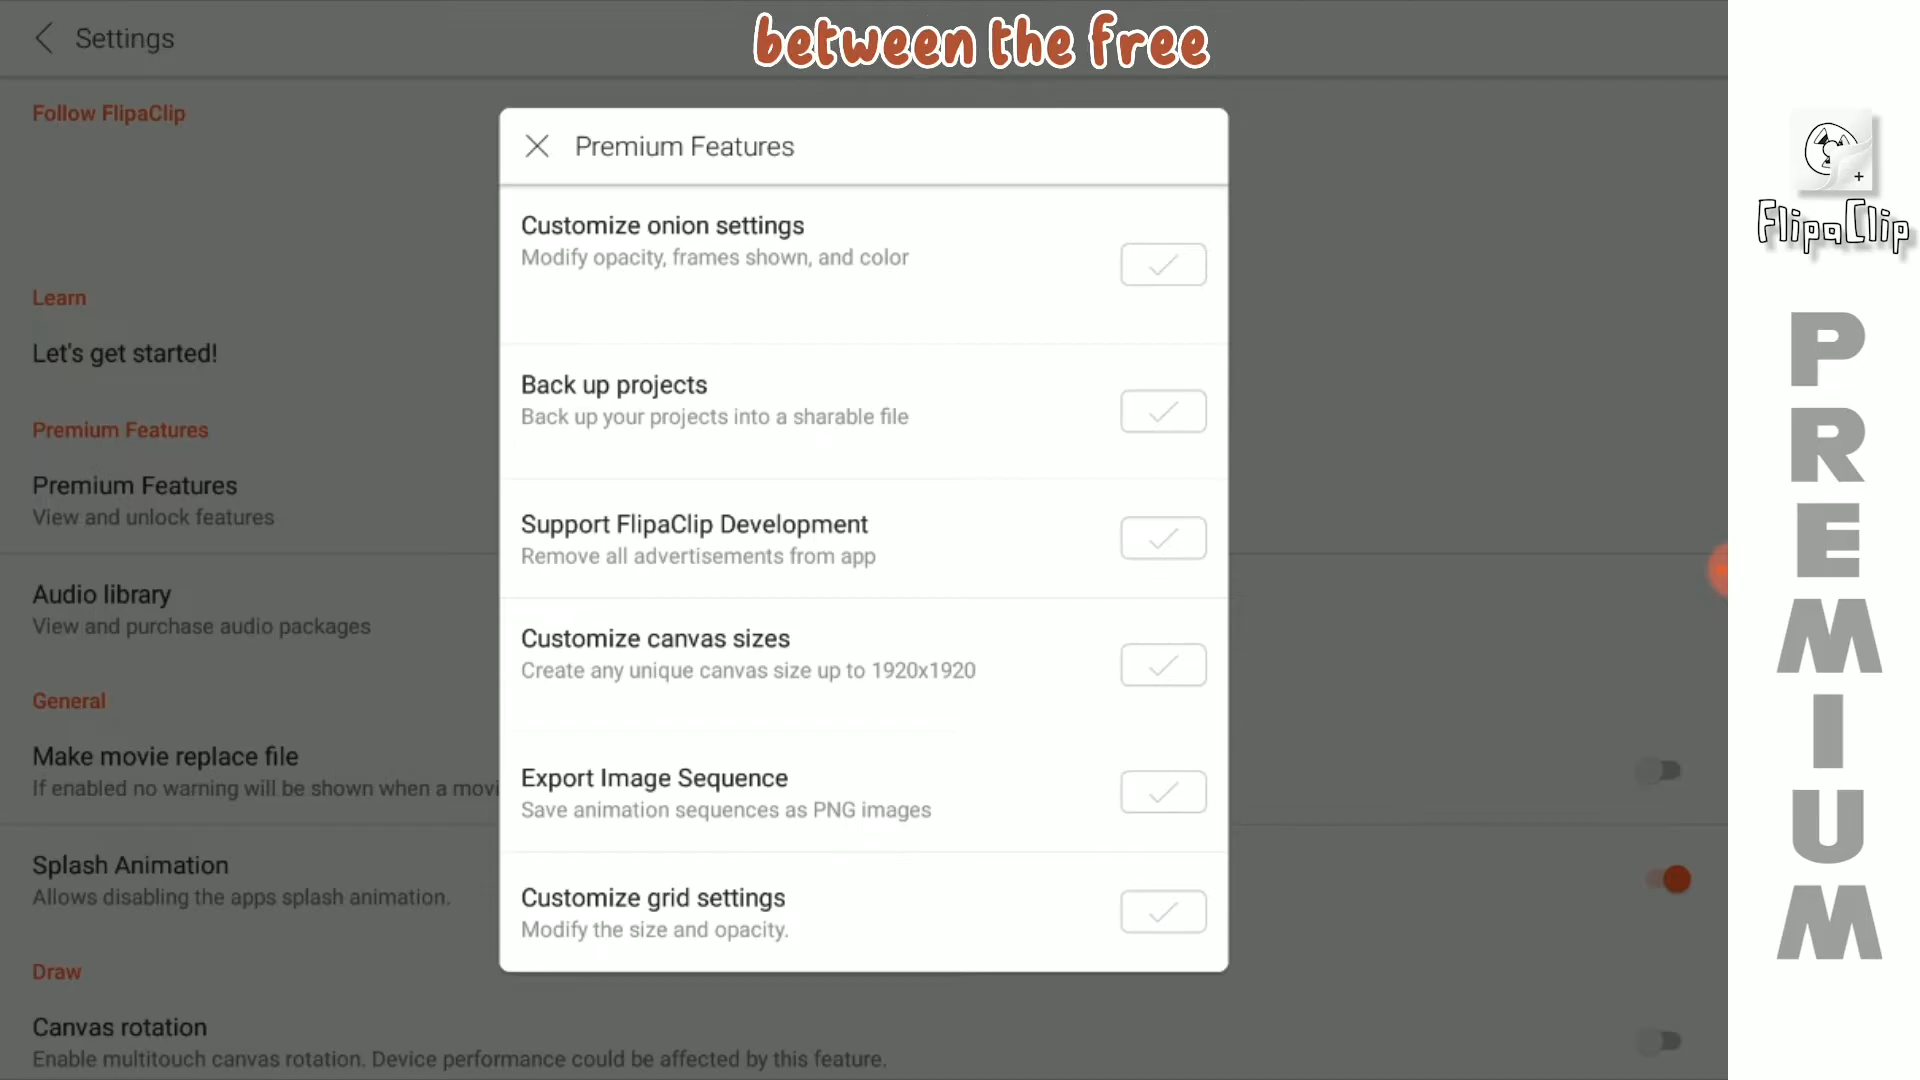 between the free
Settings
Follow FlipaClip
Learn
Let's get started!
Premium Features
Premium Features
View and unlock features
Audio library
View and purchase audio packages
General
Make movie replace file
If enabled no warning will be shown when a movi
Splash Animation
Allows disabling the apps splash animation.
Draw
Canvas rotation
Enable multitouch canvas rotation. Device performance could be affected by this feature.
Premium Features
Customize onion settings
Modify opacity, frames shown, and color
Back up projects
Back up your projects into a sharable file
Support FlipaClip Development
Remove all advertisements from app
Customize canvas sizes
Create any unique canvas size up to 1920x1920
Export Image Sequence
Save animation sequences as PNG images
Customize grid settings
Modify the size and opacity.
FlipaClip
PREMIUM